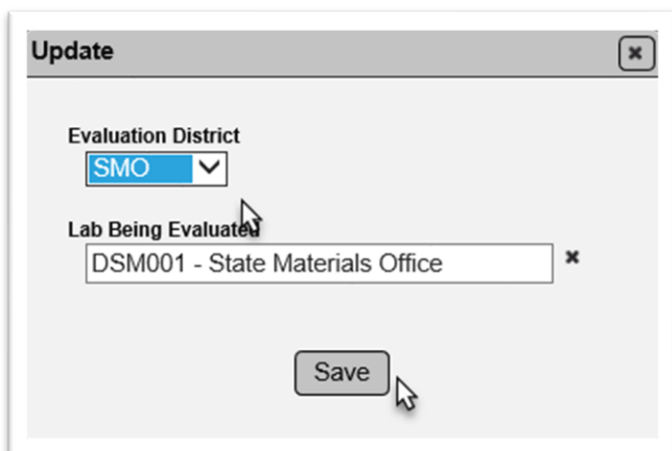 Update
Evaluation District
SMO
Lab Being Evaluated
DSM001 - State Materials Office
Save